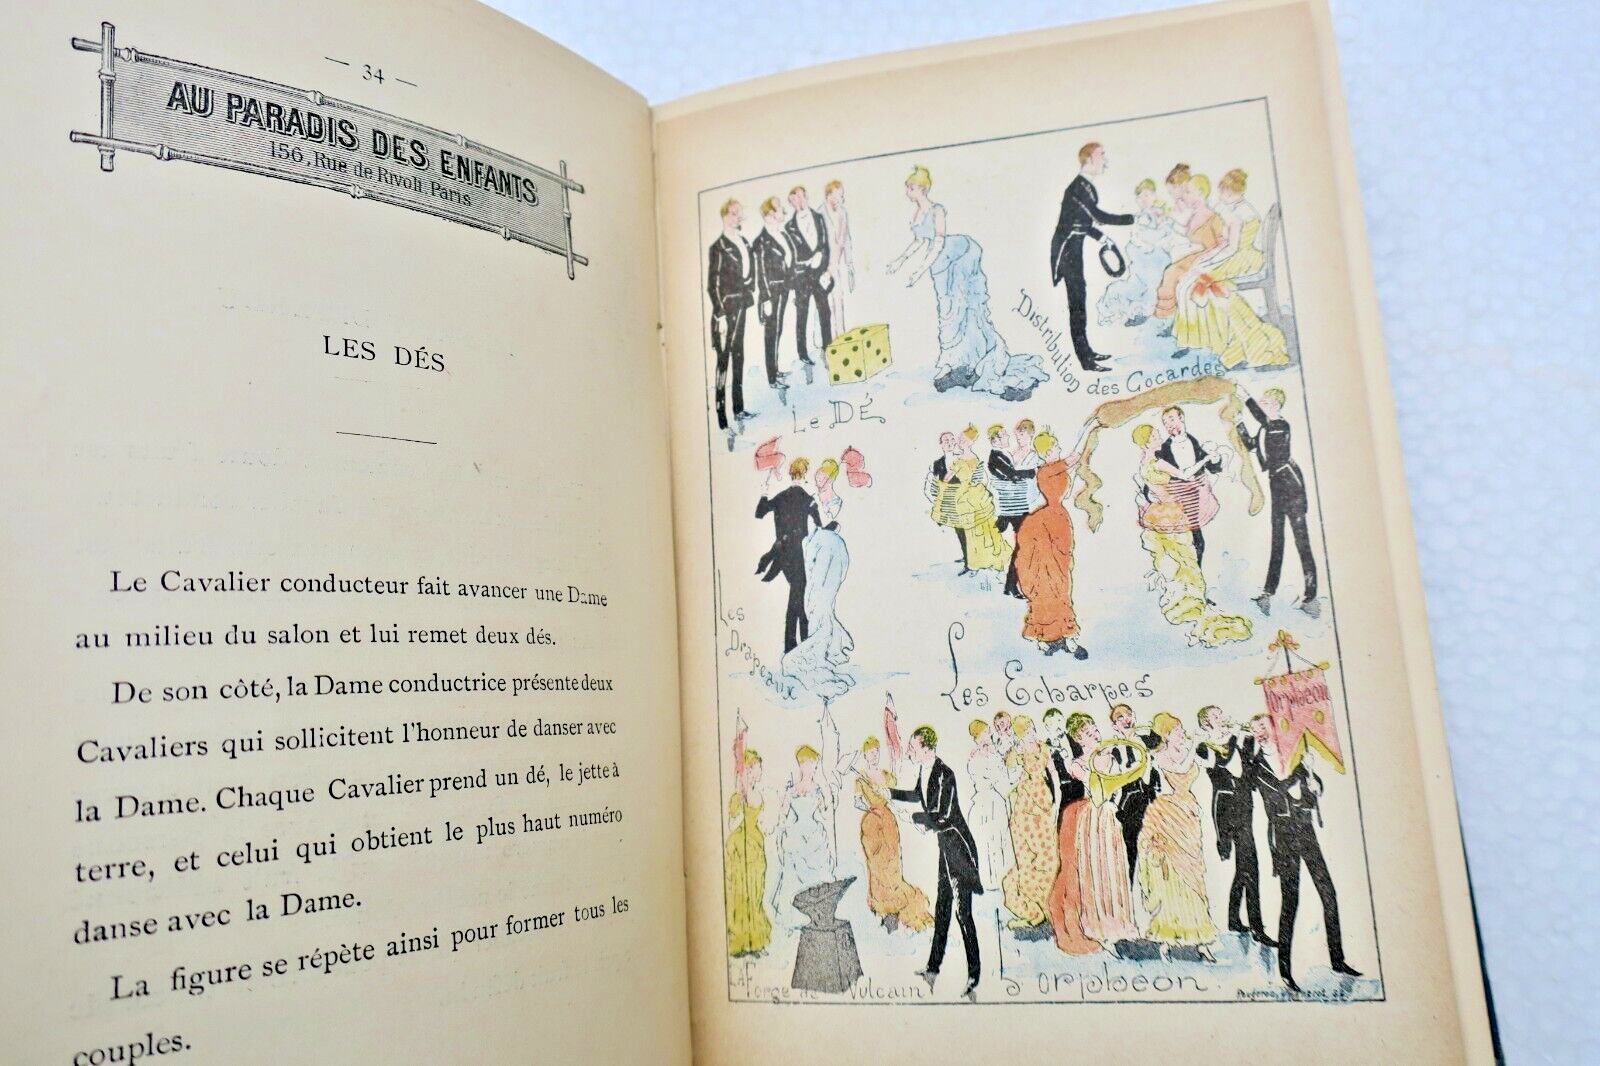 — 34 —
AU PARADIS DES ENFANTS
156, Rue de Rivoli, Paris
LES DÉS
Le Cavalier conducteur fait avancer une Dame
au milieu du salon et lui remet deux dés.
De son côté, la Dame conductrice présente deux
Cavaliers qui sollicitent l'honneur de danser avec
la Dame. Chaque Cavalier prend un dé, le jette à
terre, et celui qui obtient le plus haut numéro
danse avec la Dame.
La figure se répète ainsi pour former tous les
couples.
Le DÉ
Distribution des Cocardes
Les
Drapeaux
Les Echarpes
Orphéon
LA Forge de Vulcain
l'orphéon.